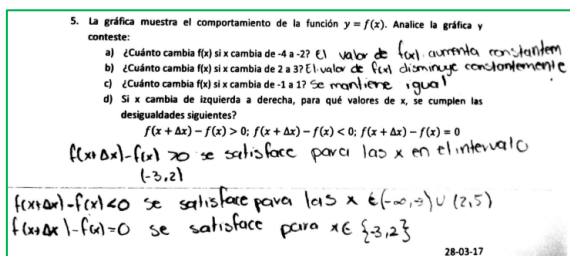 5. La gráfica muestra el comportamiento de la función y = f(x). Analice la gráfica y
conteste:
a) ¿Cuánto cambia f(x) si x cambia de -4 a -2? El valor de f(x) aumenta constantem
b) ¿Cuánto cambia f(x) si x cambia de 2 a 3? El valor de f(x) disminuye constantemente
c) ¿Cuánto cambia f(x) si x cambia de -1 a 1? Se mantiene igual
d) Si x cambia de izquierda a derecha, para qué valores de x, se cumplen las
desigualdades siguientes?
f(x + Δx) − f(x) > 0; f(x + Δx) − f(x) < 0; f(x + Δx) − f(x) = 0
f(x+Δx)-f(x) >0 se satisface para las x en el intervalo
(-3,2)
f(x+Δx)-f(x)<0 se satisface para las x ∈(-∞,-3)∪(2,5)
f(x+Δx)-f(x)=0 se satisface para x∈ {-3,2}
28-03-17